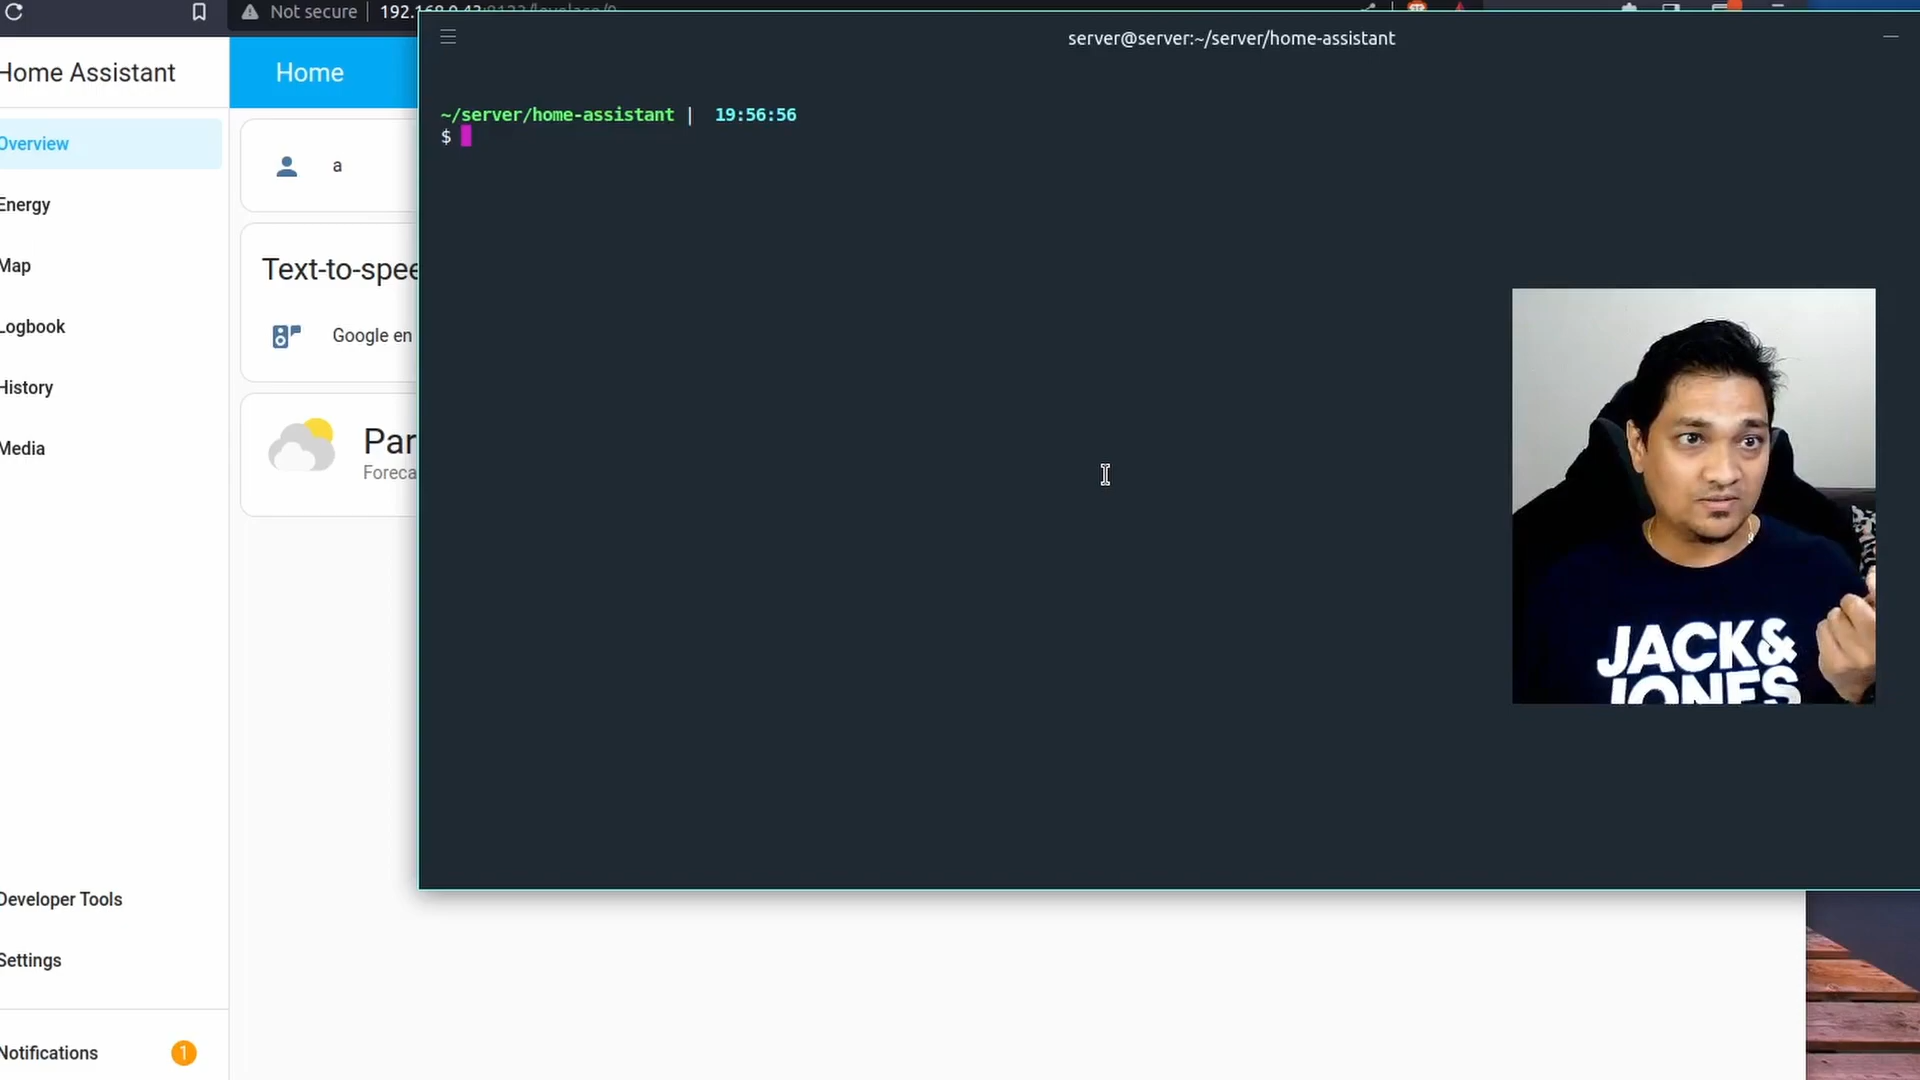 Not secure
server@server:~/server/home-assistant
Home Assistant
Home
~/server/home-assistant | 19:56:56
$
Overview
a
Energy
Map
Text-to-spee
Logbook
Google en
History
Par
Media
Foreca
JACK&
JONES
Developer Tools
Settings
Notifications
1